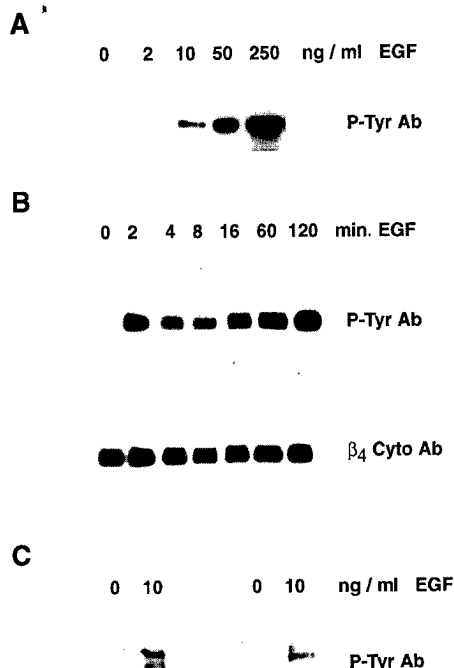 A
0 2 10 50 250 ng / ml EGF
P-Tyr Ab
B
0 2 4 8 16 60 120 min. EGF
P-Tyr Ab
β4 Cyto Ab
C
0 10 0 10 ng / ml EGF
P-Tyr Ab